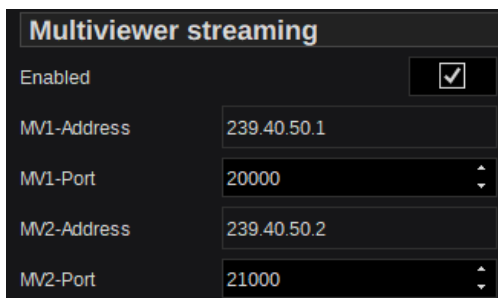 Multiviewer streaming
Enabled
MV1-Address 239.40.50.1
MV1-Port 20000
MV2-Address 239.40.50.2
MV2-Port 21000